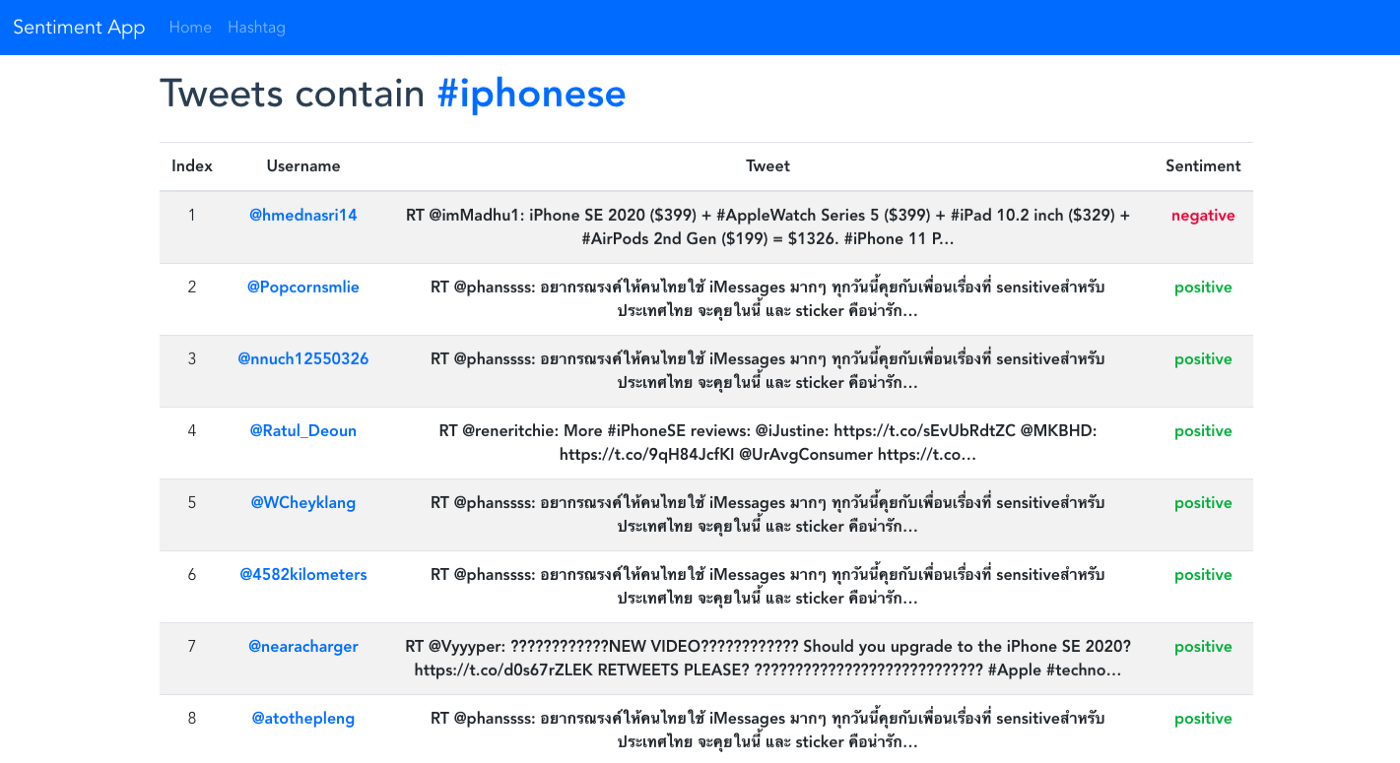 Sentiment App Home Hashtag
Tweets contain #iphonese
Index Username Tweet Sentiment
1 @hmednasri14 RT @imMadhu1: iPhone SE 2020 ($399) + #AppleWatch Series 5 ($399) + #iPad 10.2 inch ($329) + negative
#AirPods 2nd Gen ($199) = $1326. #iPhone 11 P…
2 @Popcornsmlie RT @phanssss: อยากรณรงค์ให้คนไทยใช้ iMessages มากๆ ทุกวันนี้คุยกับเพื่อนเรื่องที่ sensitiveสำหรับ positive
ประเทศไทย จะคุยในนี้ และ sticker คือน่ารัก…
3 @nnuch12550326 RT @phanssss: อยากรณรงค์ให้คนไทยใช้ iMessages มากๆ ทุกวันนี้คุยกับเพื่อนเรื่องที่ sensitiveสำหรับ positive
ประเทศไทย จะคุยในนี้ และ sticker คือน่ารัก…
4 @Ratul_Deoun RT @reneritchie: More #iPhoneSE reviews: @iJustine: https://t.co/sEvUbRdtZC @MKBHD: positive
https://t.co/9qH84JcfKI @UrAvgConsumer https://t.co…
5 @WCheyklang RT @phanssss: อยากรณรงค์ให้คนไทยใช้ iMessages มากๆ ทุกวันนี้คุยกับเพื่อนเรื่องที่ sensitiveสำหรับ positive
ประเทศไทย จะคุยในนี้ และ sticker คือน่ารัก…
6 @4582kilometers RT @phanssss: อยากรณรงค์ให้คนไทยใช้ iMessages มากๆ ทุกวันนี้คุยกับเพื่อนเรื่องที่ sensitiveสำหรับ positive
ประเทศไทย จะคุยในนี้ และ sticker คือน่ารัก…
7 @nearacharger RT @Vyyyper: ????????????NEW VIDEO???????????? Should you upgrade to the iPhone SE 2020? positive
https://t.co/d0s67rZLEK RETWEETS PLEASE? ???????????????????????????? #Apple #techno…
8 @atothepleng RT @phanssss: อยากรณรงค์ให้คนไทยใช้ iMessages มากๆ ทุกวันนี้คุยกับเพื่อนเรื่องที่ sensitiveสำหรับ positive
ประเทศไทย จะคุยในนี้ และ sticker คือน่ารัก…